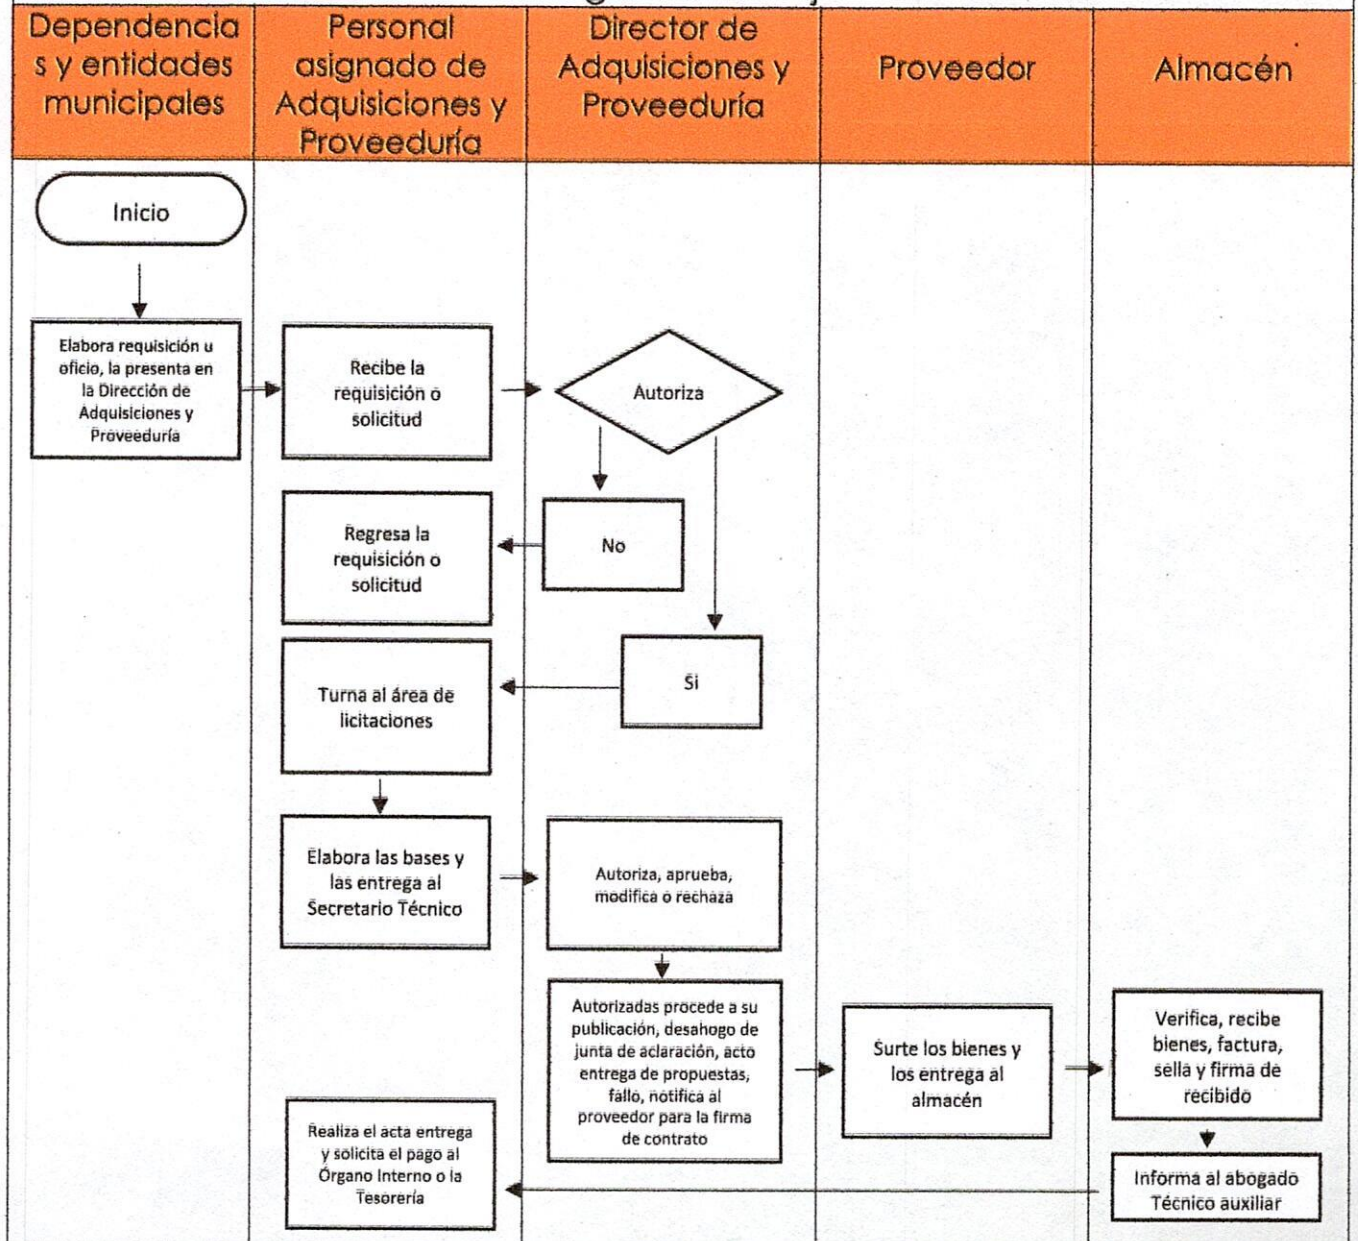 Dependencia
s y entidades
municipales
Personal
asignado de
Adquisiciones y
Proveeduría
Director de
Adquisiciones y
Proveeduría
Proveedor
Almacén
Inicio
Elabora requisición u
oficio, la presenta en
la Dirección de
Adquisiciones y
Proveeduría
Recibe la
requisición o
solicitud
Autoriza
Regresa la
requisición o
solicitud
No
Turna al área de
licitaciones
Si
Elabora las bases y
las entrega al
Secretario Técnico
Autoriza, aprueba,
modifica o rechaza
Autorizadas procede a su
publicación, desahogo de
junta de aclaración, acto
entrega de propuestas,
fallo, notifica al
proveedor para la firma
de contrato
Surte los bienes y
los entrega al
almacén
Verifica, recibe
bienes, factura,
sella y firma de
recibido
Informa al abogado
Técnico auxiliar
Realiza el acta entrega
y solicita el pago al
Órgano Interno o la
Tesorería